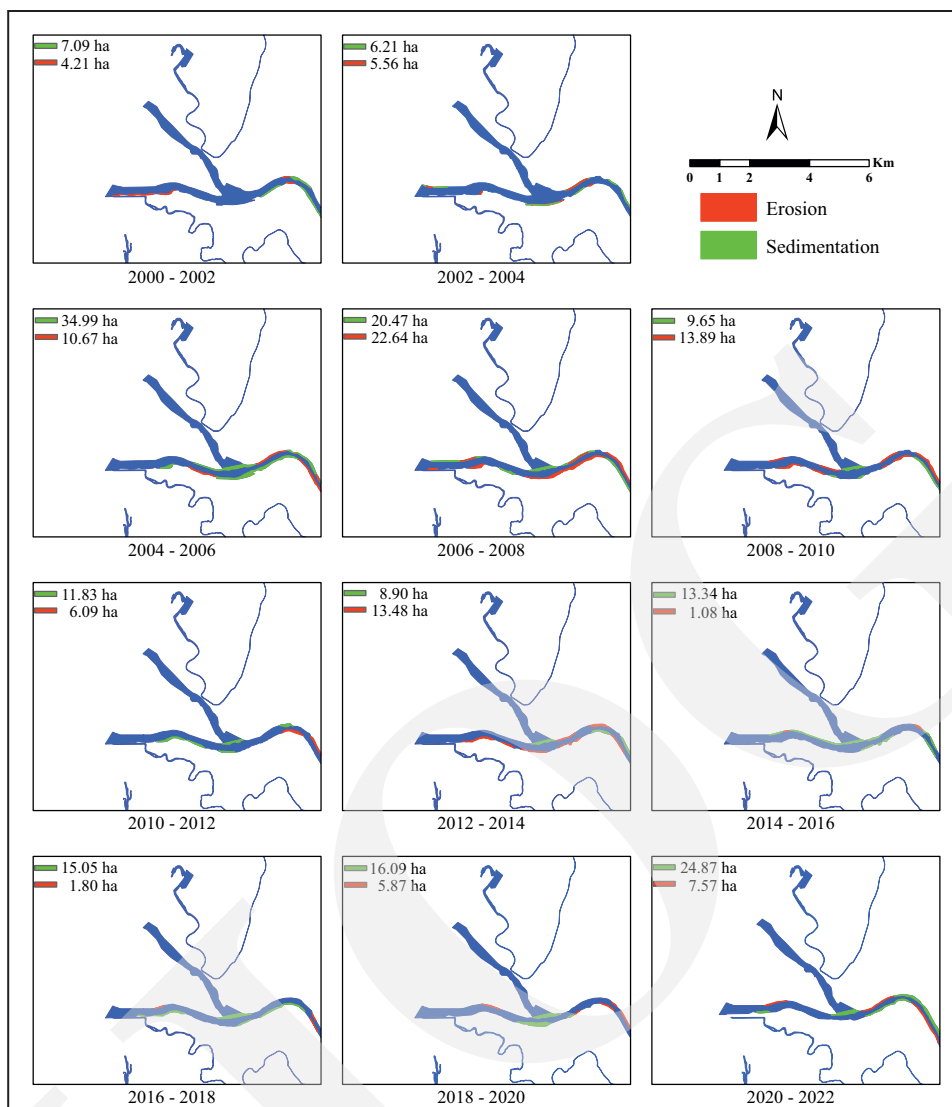 7.09 ha
4.21 ha
2000 - 2002
6.21 ha
5.56 ha
2002 - 2004
N
Km
0 1 2 4 6
Erosion
Sedimentation
34.99 ha
10.67 ha
2004 - 2006
20.47 ha
22.64 ha
2006 - 2008
9.65 ha
13.89 ha
2008 - 2010
11.83 ha
6.09 ha
2010 - 2012
8.90 ha
13.48 ha
2012 - 2014
13.34 ha
1.08 ha
2014 - 2016
15.05 ha
1.80 ha
2016 - 2018
16.09 ha
5.87 ha
2018 - 2020
24.87 ha
7.57 ha
2020 - 2022